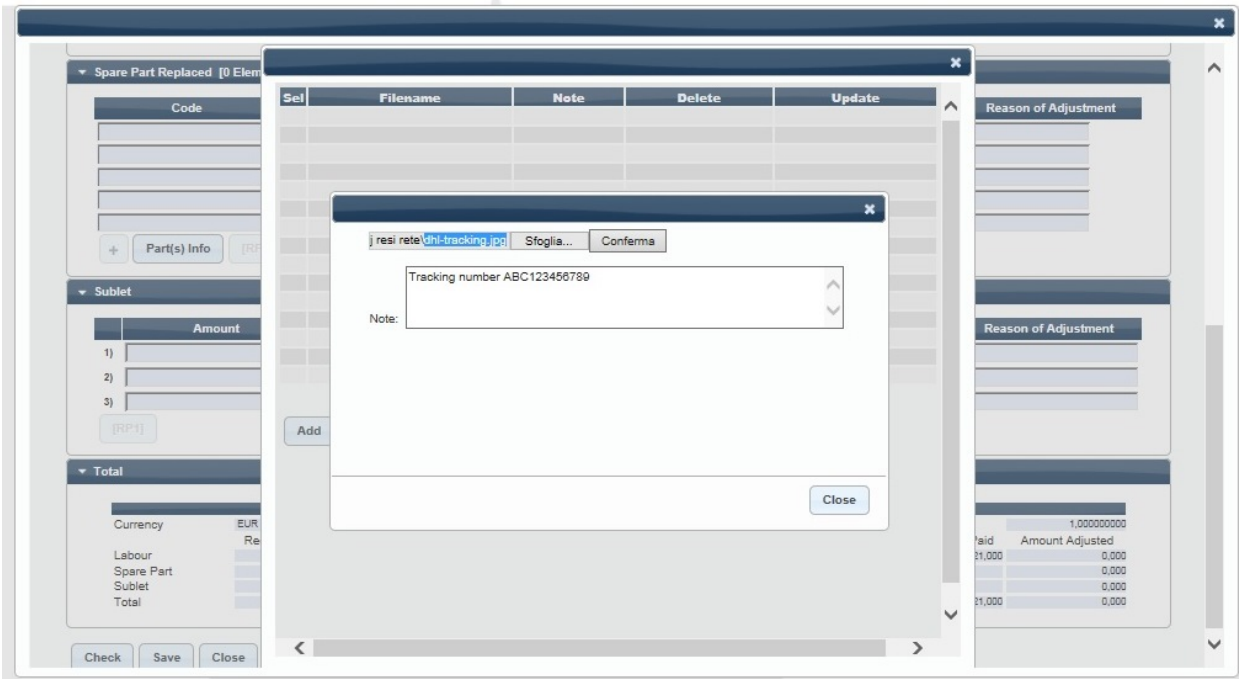 Spare Part Replaced [0 Elem
Code
Reason of Adjustment
+
Part(s) Info
Sel Filename Note Delete Update
j resi rete\dhl-tracking.jpg Sfoglia... Conferma
Tracking number ABC123456789
Note:
Sublet
Amount
Reason of Adjustment
1)
2)
3)
[RP1]
Add
Close
Total
Currency EUR 1,000000000
Re Paid Amount Adjusted
Labour 21,000 0,000
Spare Part 0,000
Sublet 0,000
Total 21,000 0,000
Check Save Close